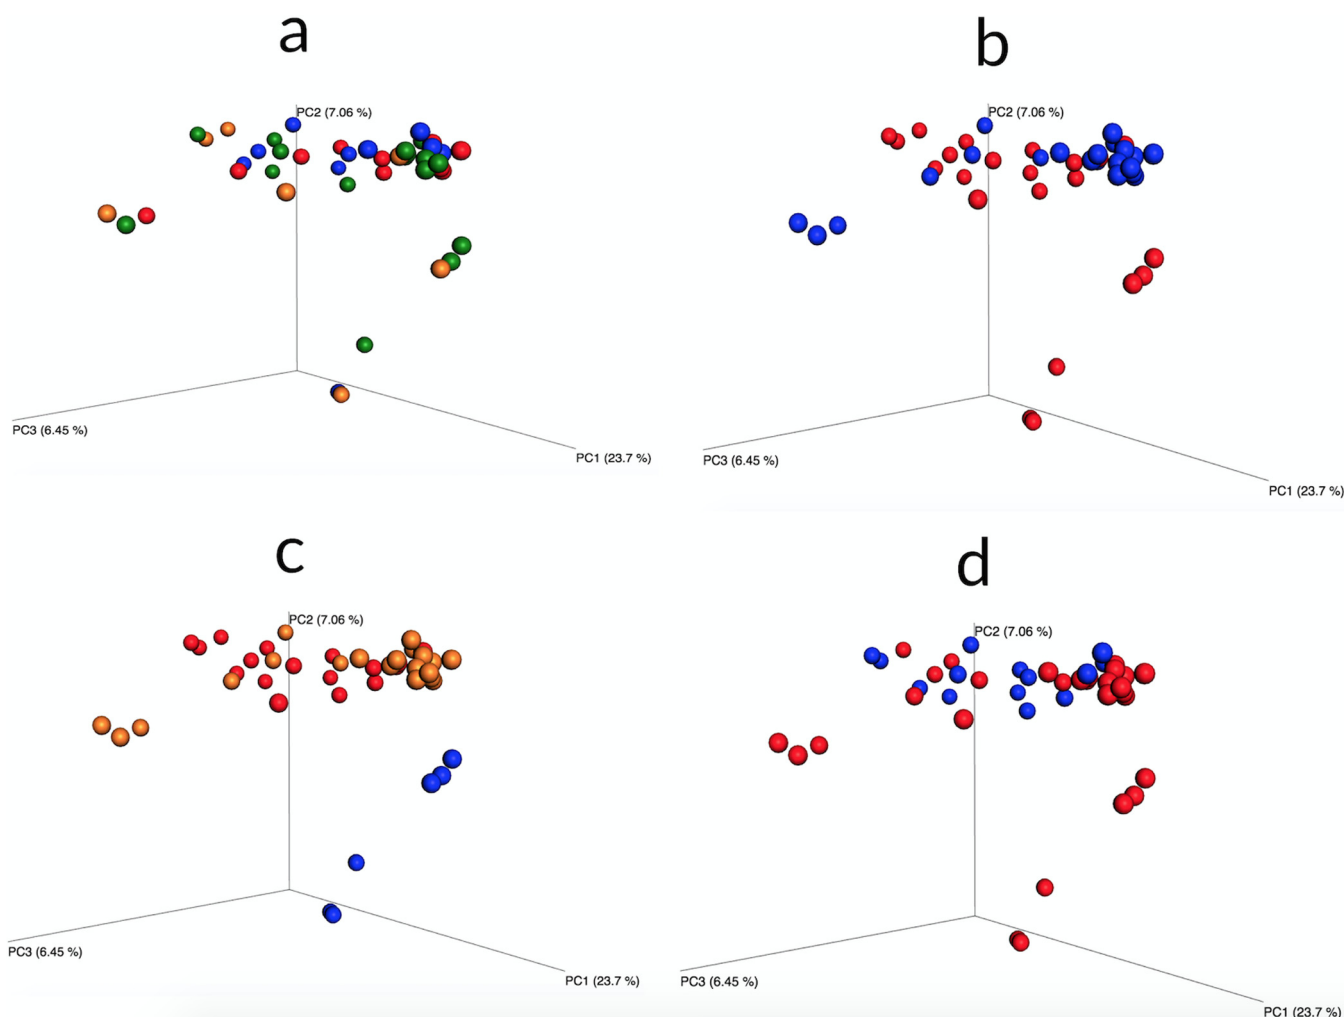 a
b
PC2 (7.06 %)
PC2 (7.06 %)
PC3 (6.45 %)
PC1 (23.7 %)
PC3 (6.45 %)
PC1 (23.7 %)
c
d
PC2 (7.06 %)
PC2 (7.06 %)
PC3 (6.45 %)
PC1 (23.7 %)
PC3 (6.45 %)
PC1 (23.7 %)